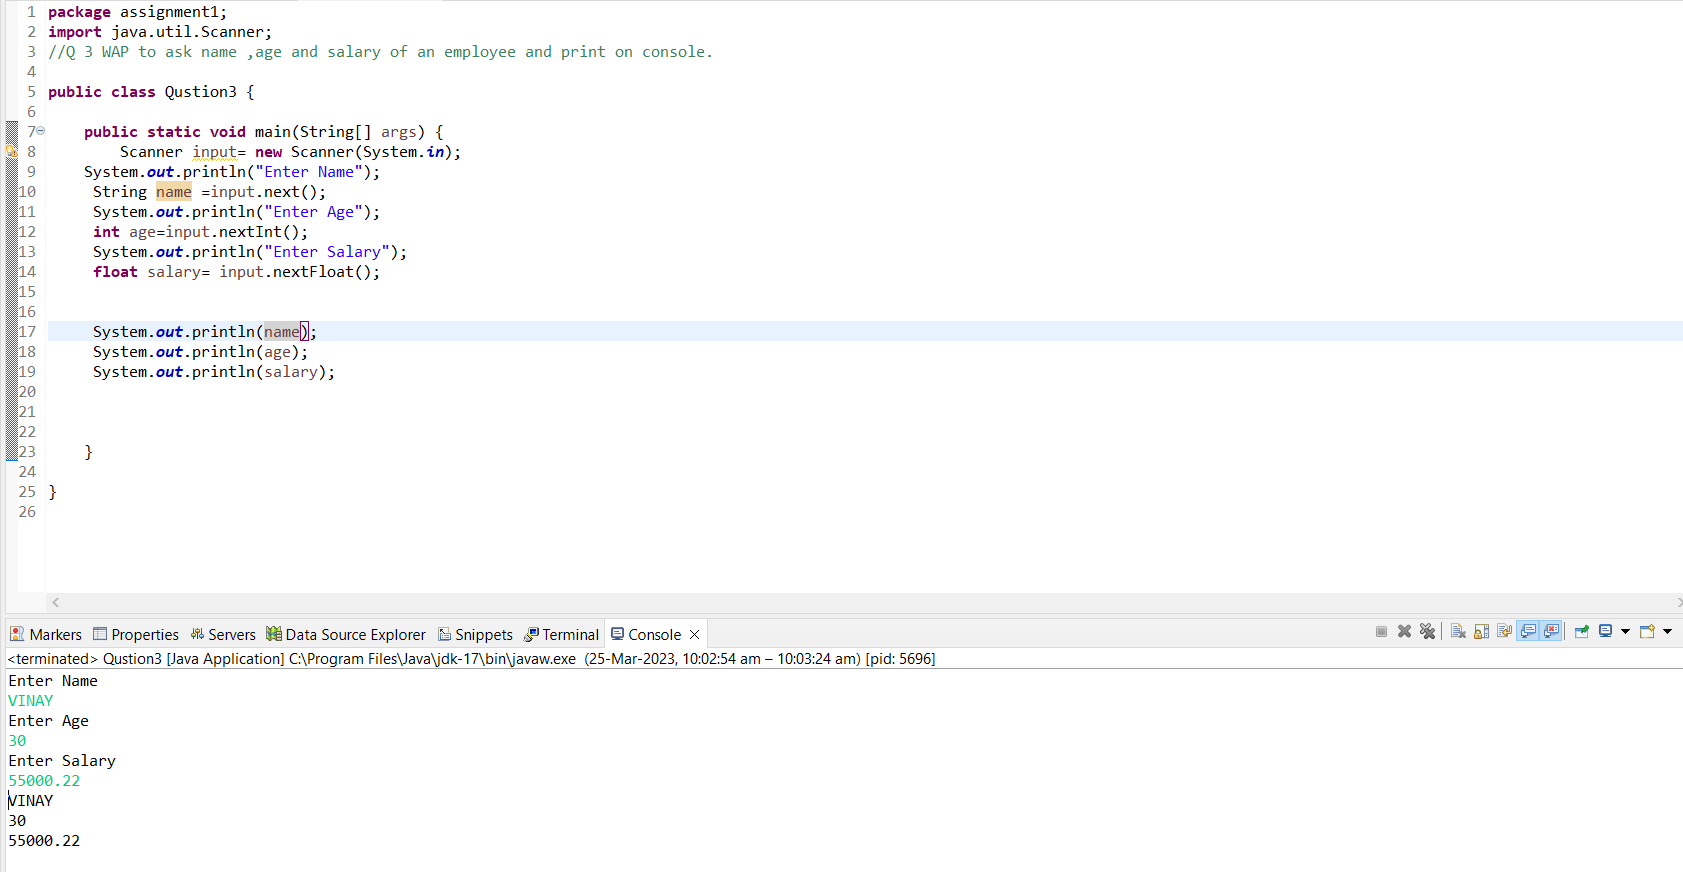 1 package assignment1;
2 import java.util.Scanner;
3 //Q 3 WAP to ask name ,age and salary of an employee and print on console.
4
5 public class Qustion3 {
6
7 public static void main(String[] args) {
8 Scanner input= new Scanner(System.in);
9 System.out.println("Enter Name");
10 String name =input.next();
11 System.out.println("Enter Age");
12 int age=input.nextInt();
13 System.out.println("Enter Salary");
14 float salary= input.nextFloat();
15
16
17 System.out.println(name);
18 System.out.println(age);
19 System.out.println(salary);
20
21
22
23 }
24
25 }
26
Markers Properties Servers Data Source Explorer Snippets Terminal Console
<terminated> Qustion3 [Java Application] C:\Program Files\Java\jdk-17\bin\javaw.exe (25-Mar-2023, 10:02:54 am – 10:03:24 am) [pid: 5696]
Enter Name
VINAY
Enter Age
30
Enter Salary
55000.22
VINAY
30
55000.22